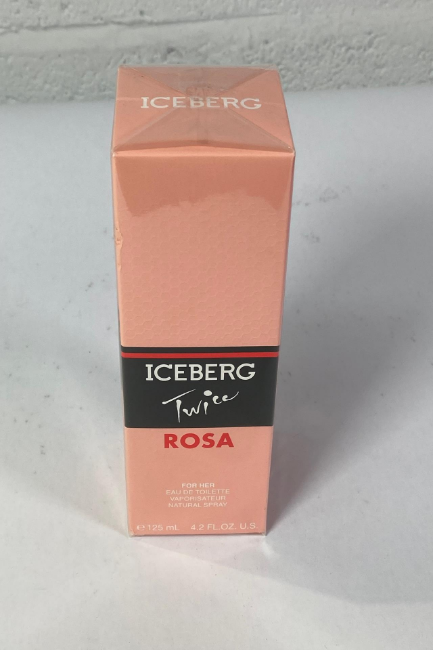 ICEBERG
ICEBERG
Twice
ROSA
FOR HER
EAU DE TOILETTE
VAPORISATEUR
NATURAL SPRAY
℮ 125 mL 4.2 FL.OZ. U.S.